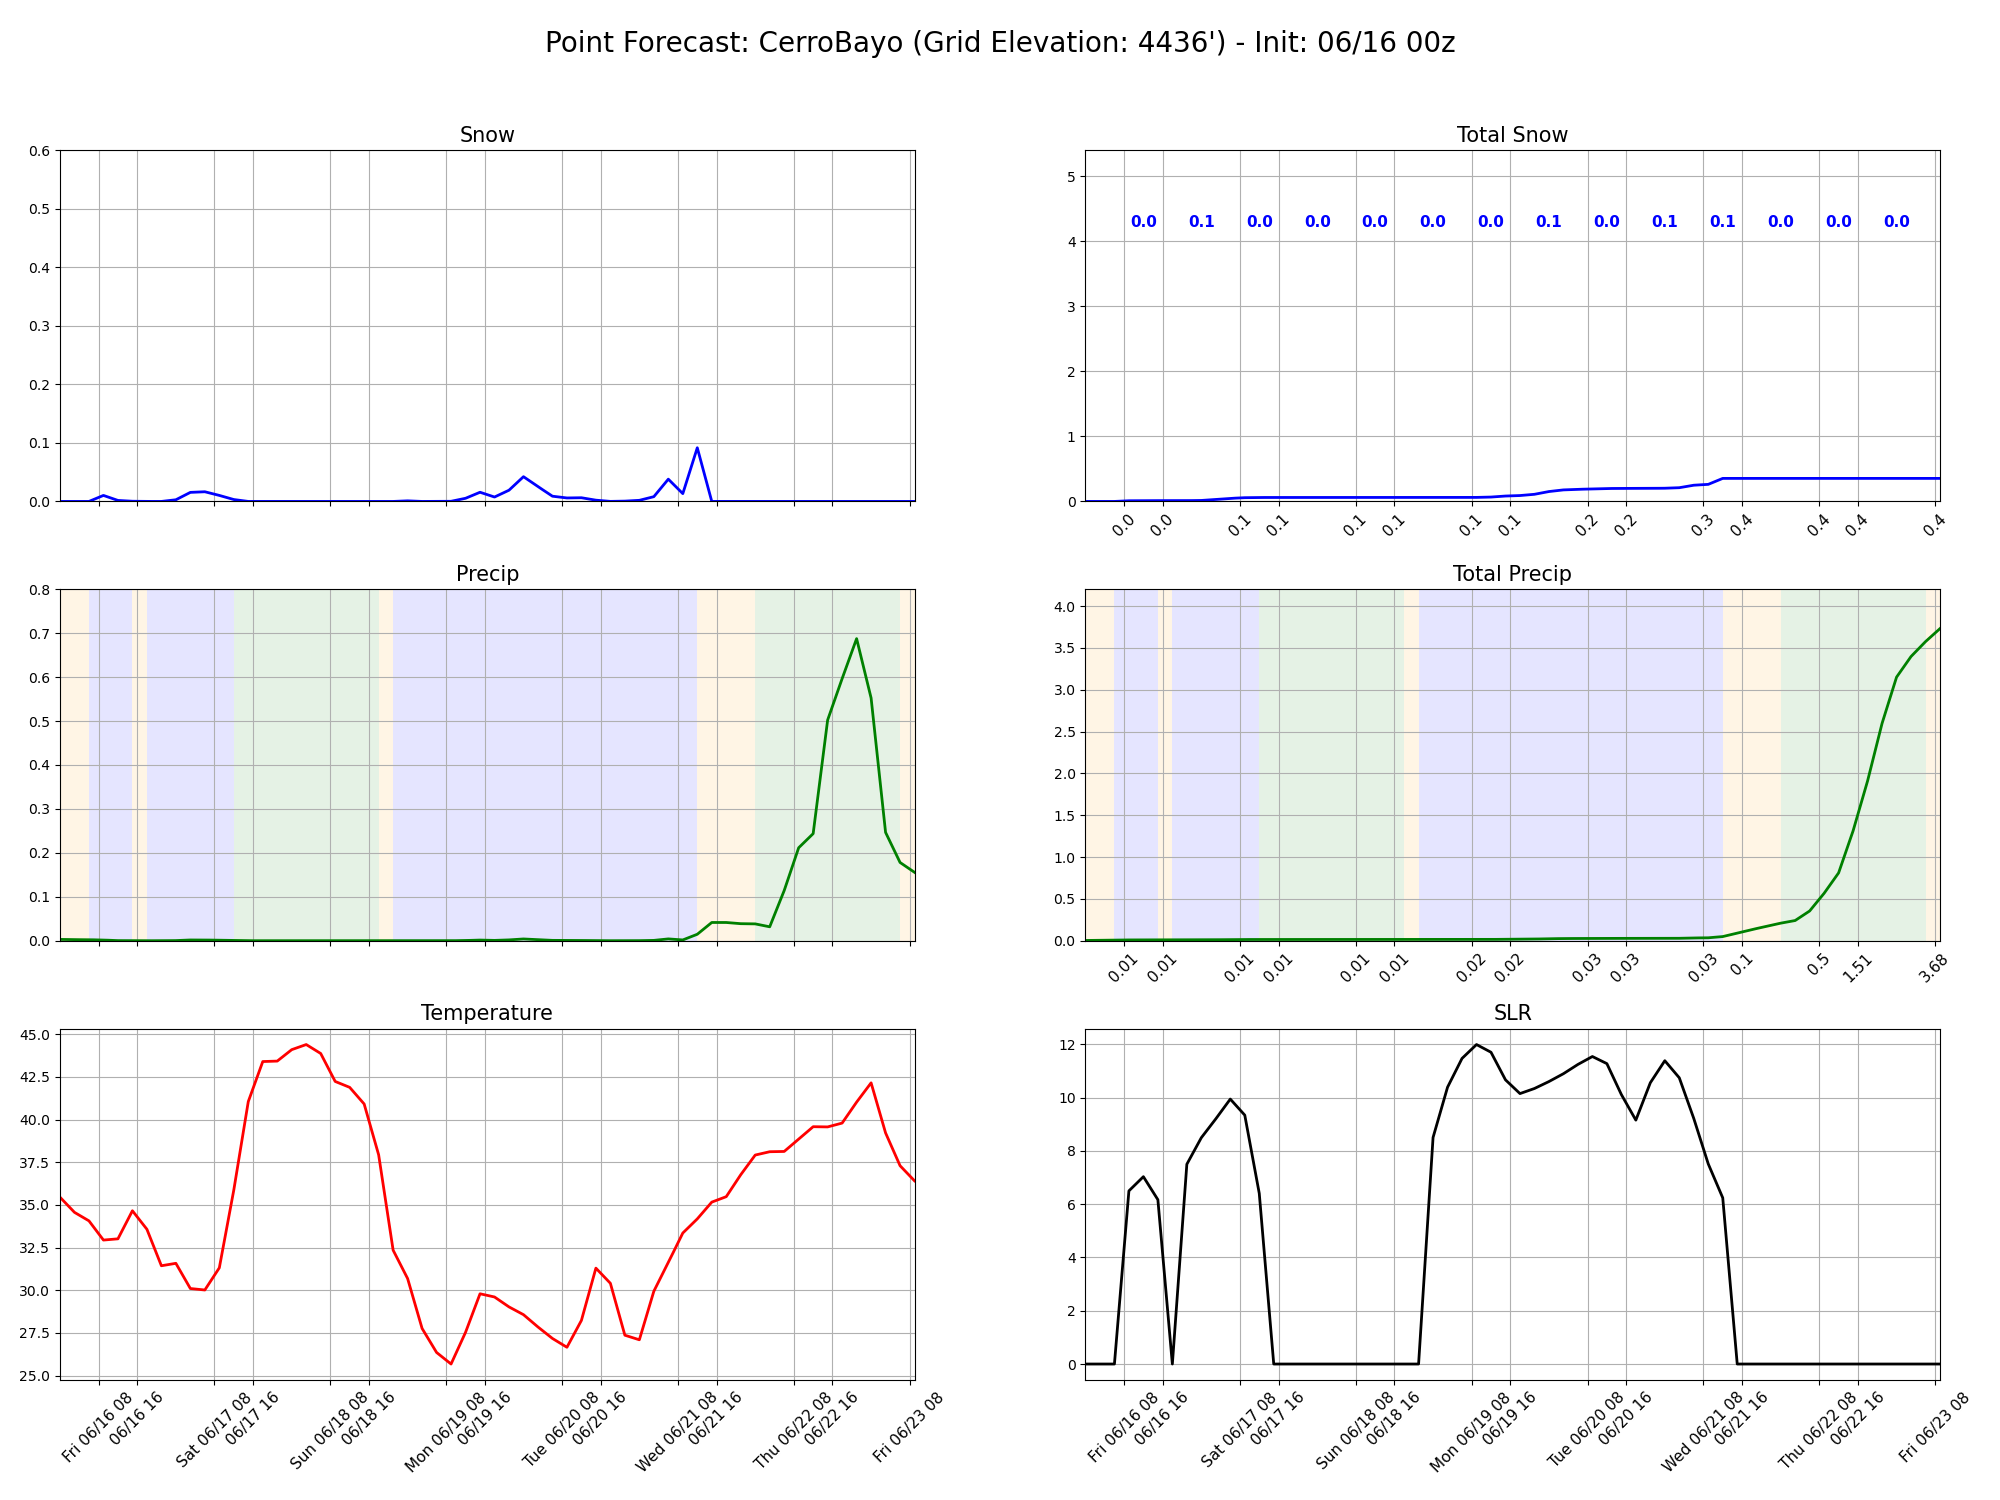 Point Forecast: CerroBayo (Grid Elevation: 4436') - Init: 06/16 00z
Snow
0.6
0.5
0.4
0.3
0.2
0.1
0.0
Total Snow
5
4
3
2
1
0
0.0 0.1 0.0 0.0 0.0 0.0 0.0 0.1 0.0 0.1 0.1 0.0 0.0 0.0
0.0 0.0 0.1 0.1 0.1 0.1 0.1 0.1 0.2 0.2 0.3 0.4 0.4 0.4 0.4
Precip
0.8
0.7
0.6
0.5
0.4
0.3
0.2
0.1
0.0
Total Precip
4.0
3.5
3.0
2.5
2.0
1.5
1.0
0.5
0.0
0.01 0.01 0.01 0.01 0.01 0.01 0.02 0.02 0.03 0.03 0.03 0.1 0.5 1.51 3.68
Temperature
45.0
42.5
40.0
37.5
35.0
32.5
30.0
27.5
25.0
Fri 06/16 08
06/16 16
Sat 06/17 08
06/17 16
Sun 06/18 08
06/18 16
Mon 06/19 08
06/19 16
Tue 06/20 08
06/20 16
Wed 06/21 08
06/21 16
Thu 06/22 08
06/22 16
Fri 06/23 08
SLR
12
10
8
6
4
2
0
Fri 06/16 08
06/16 16
Sat 06/17 08
06/17 16
Sun 06/18 08
06/18 16
Mon 06/19 08
06/19 16
Tue 06/20 08
06/20 16
Wed 06/21 08
06/21 16
Thu 06/22 08
06/22 16
Fri 06/23 08